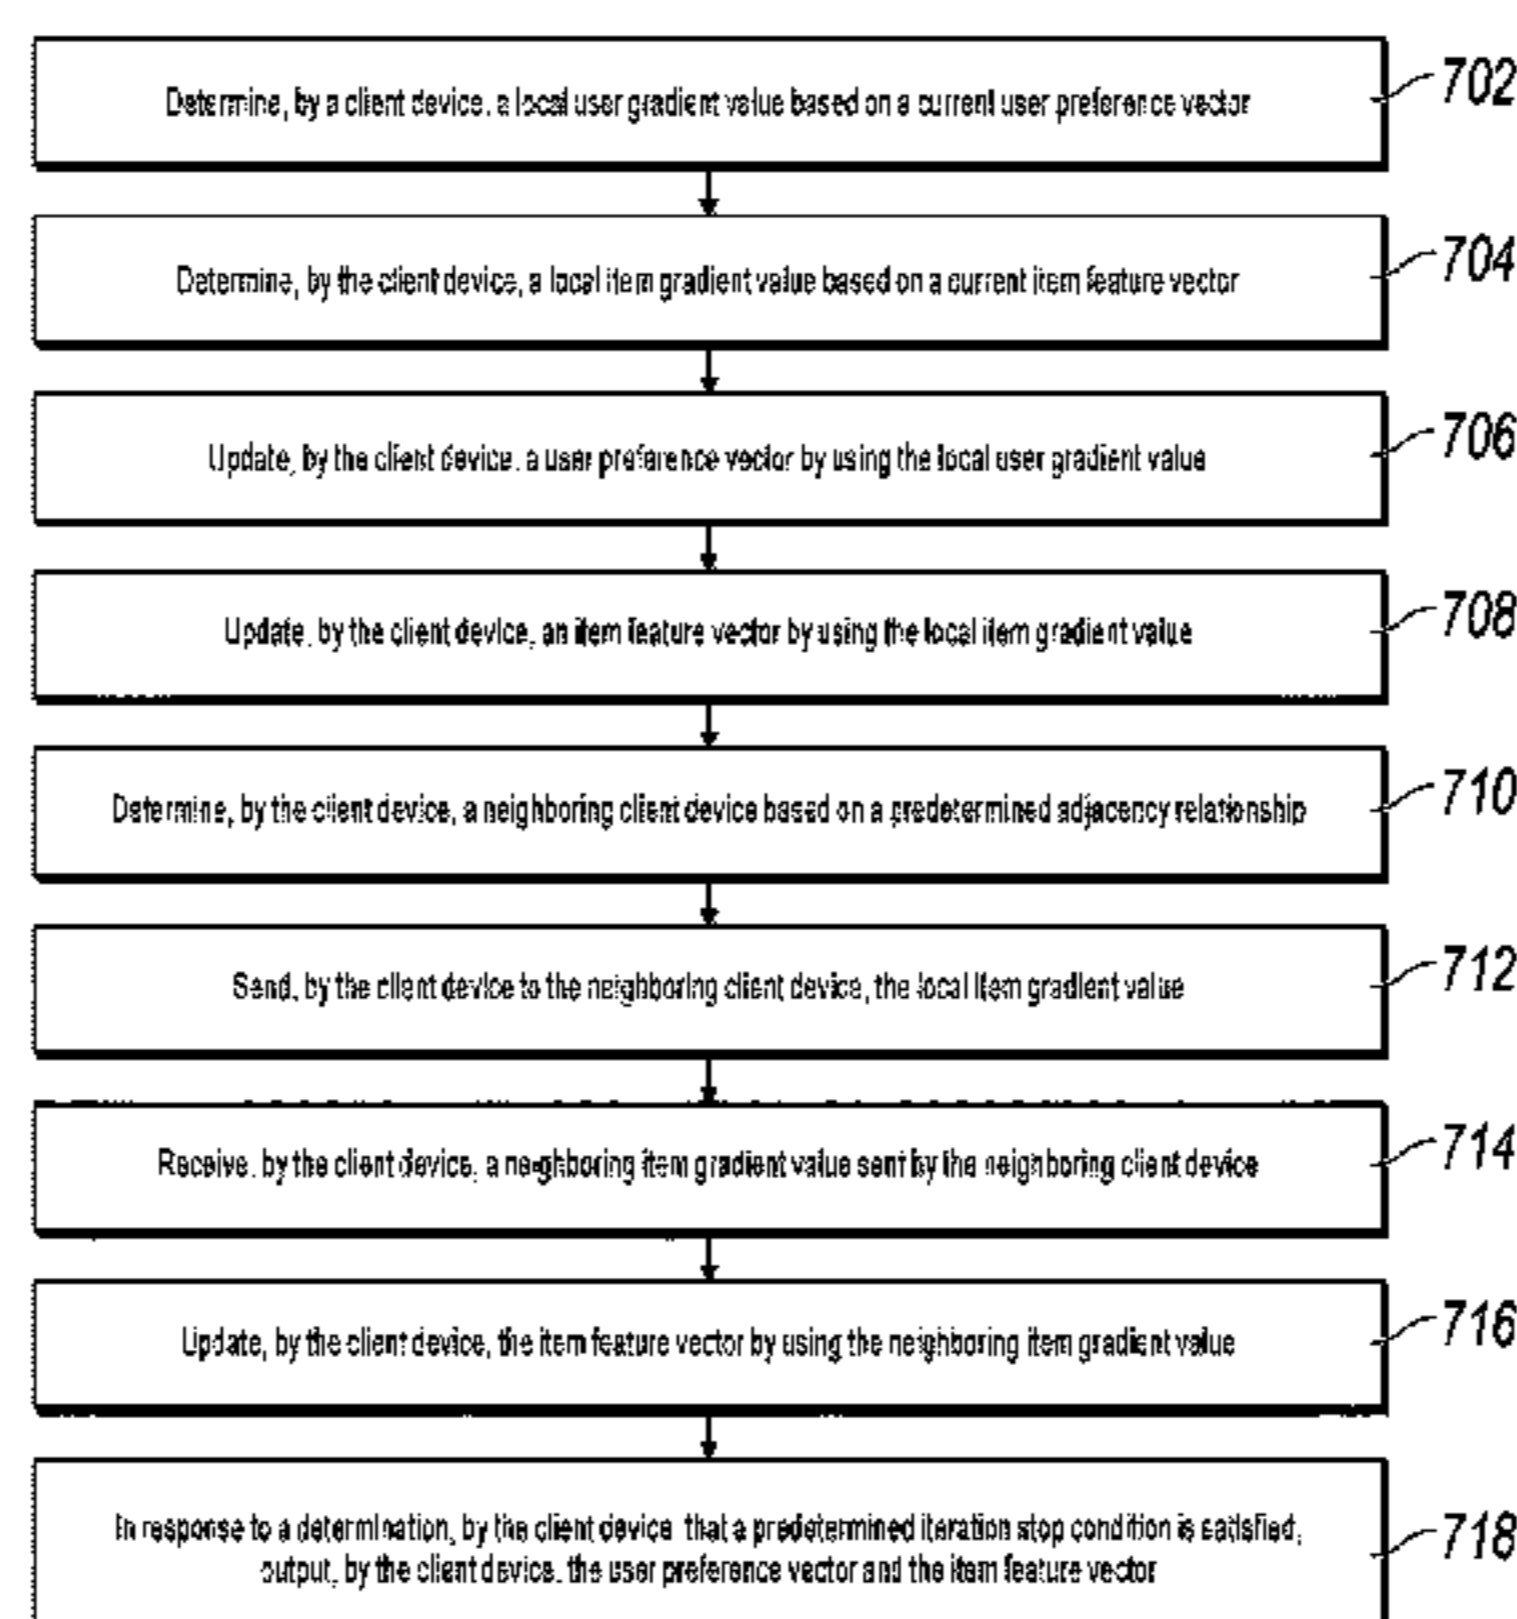 Determine, by a client device, a local user gradient value based on a current user preference vector
702
Determine, by the client device, a local item gradient value based on a current item feature vector
704
Update, by the client device, a user preference vector by using the local user gradient value
706
Update, by the client device, an item feature vector by using the local item gradient value
708
Determine, by the client device, a neighboring client device based on a predetermined adjacency relationship
710
Send, by the client device to the neighboring client device, the local item gradient value
712
Receive, by the client device, a neighboring item gradient value sent by the neighboring client device
714
Update, by the client device, the item feature vector by using the neighboring item gradient value
716
In response to a determination, by the client device, that a predetermined iteration stop condition is satisfied,
output, by the client device, the user preference vector and the item feature vector
718